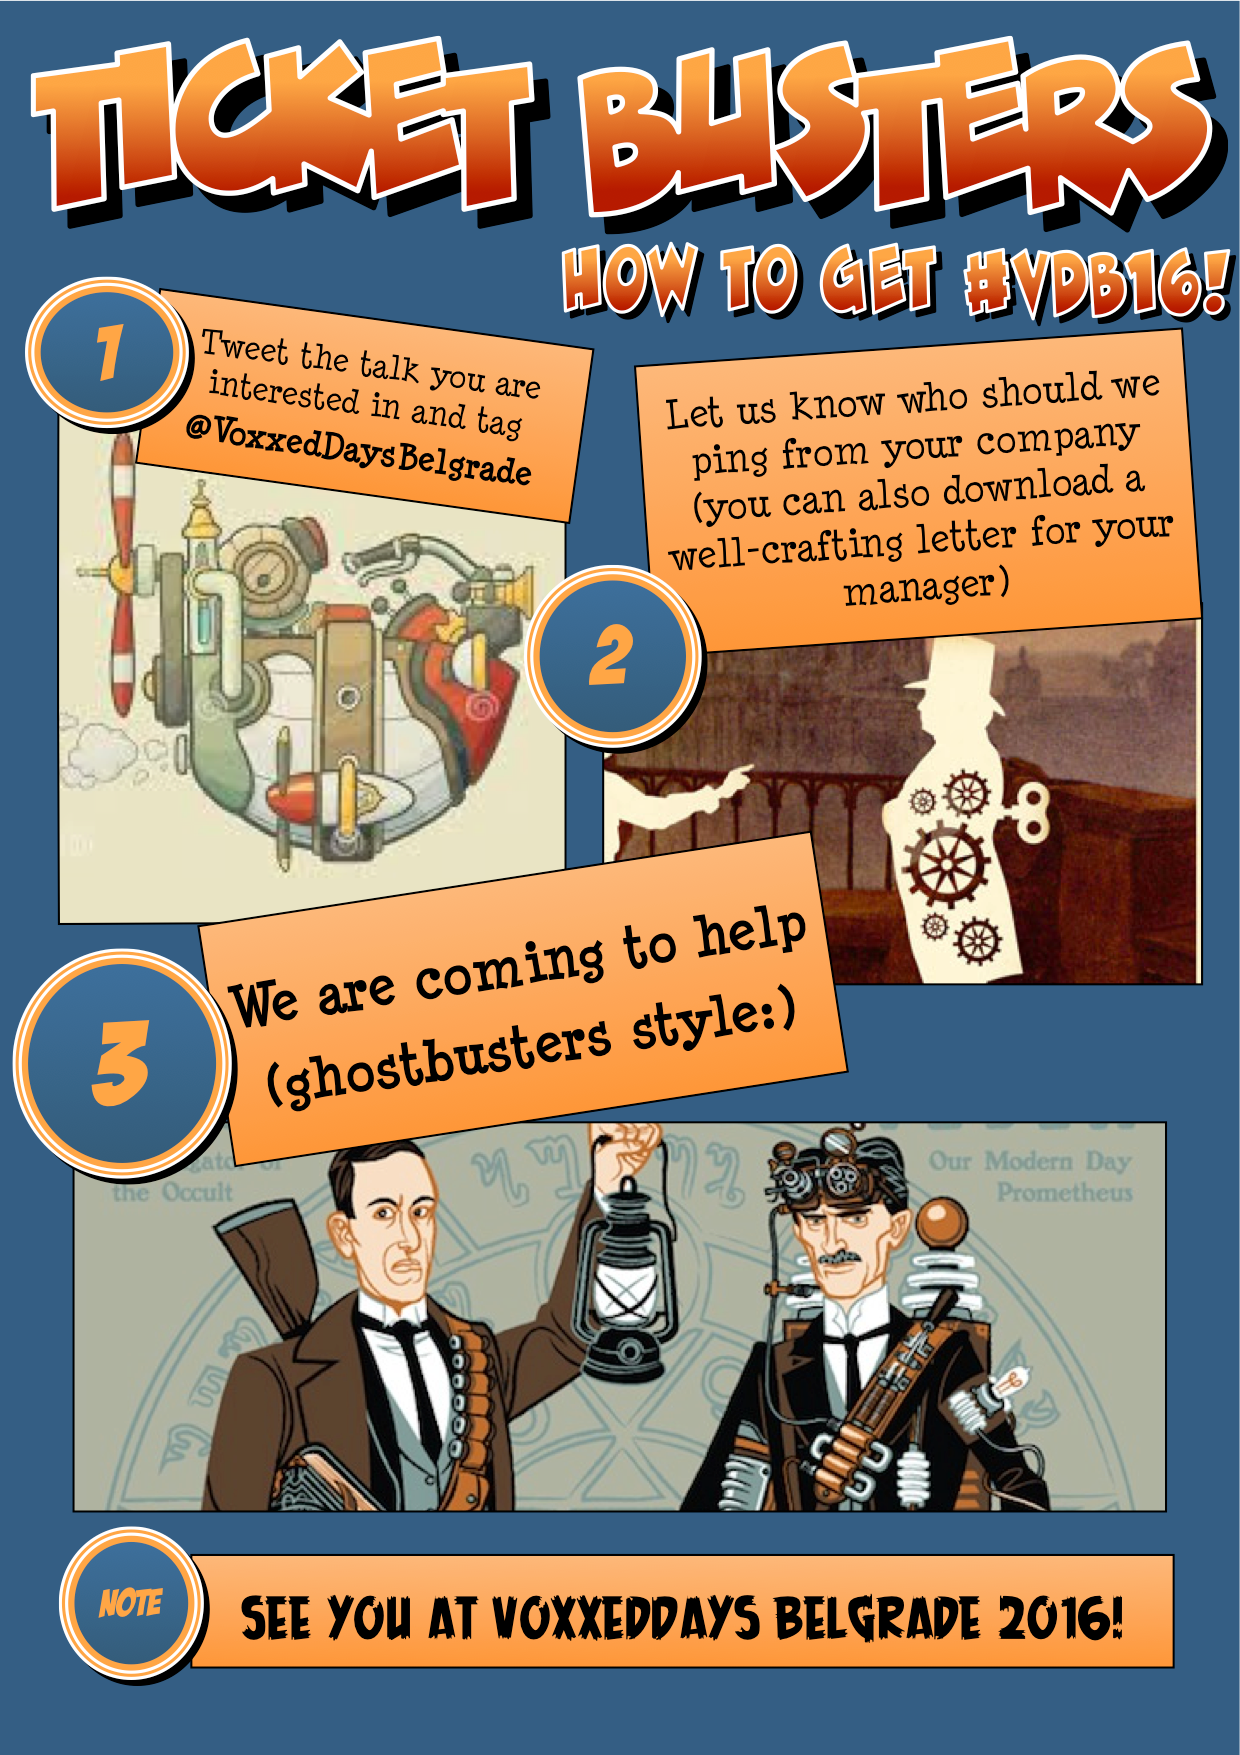 TICKET BUSTERS
HOW TO GET #VDB16!
1
Tweet the talk you are
interested in and tag
@VoxxedDaysBelgrade
2
Let us know who should we
ping from your company
(you can also download a
well-crafting letter for your
manager)
3
We are coming to help
(ghostbusters style:)
the Occult
Our Modern Day
Prometheus
NOTE
SEE YOU AT VOXXEDDAYS BELGRADE 2016!